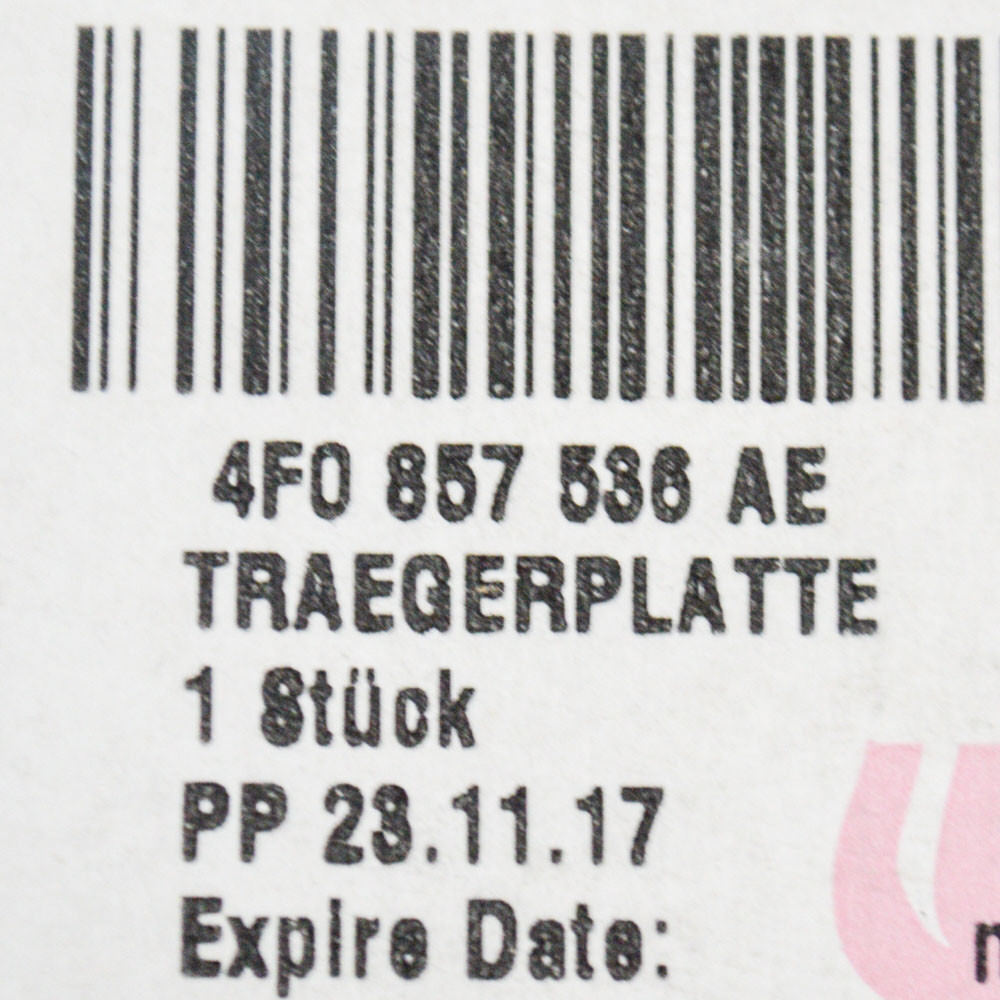 4F0 857 536 AE
TRAEGERPLATTE
1 Stück
PP 23.11.17
Expire Date: